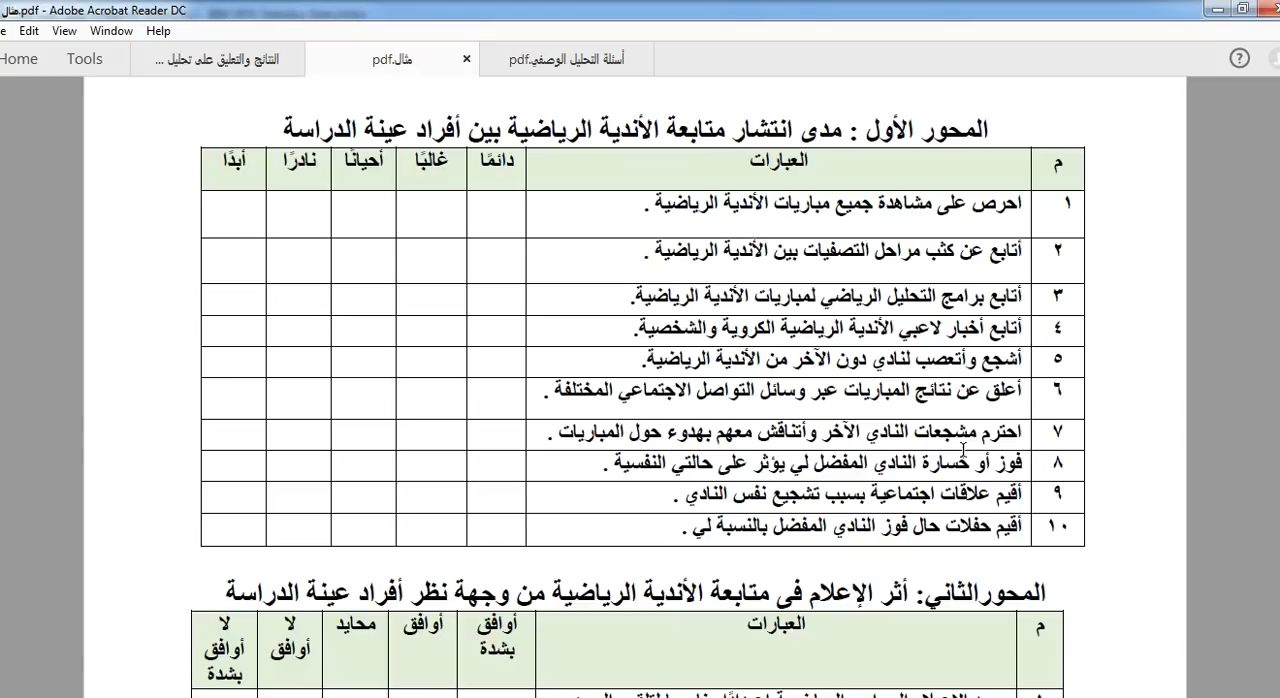 مثال.pdf - Adobe Acrobat Reader DC
e Edit View Window Help
Home Tools النتائج والتعليق على تحليل ... مثال.pdf × أسئلة التحليل الوصفي.pdf ?
المحور الأول : مدى انتشار متابعة الأندية الرياضية بين أفراد عينة الدراسة
م العبارات دائمًا غالبًا أحيانًا نادرًا أبدًا
١ احرص على مشاهدة جميع مباريات الأندية الرياضية .
٢ أتابع عن كثب مراحل التصفيات بين الأندية الرياضية .
٣ أتابع برامج التحليل الرياضي لمباريات الأندية الرياضية.
٤ أتابع أخبار لاعبي الأندية الرياضية الكروية والشخصية.
٥ أشجع وأتعصب لنادي دون الآخر من الأندية الرياضية.
٦ أعلق عن نتائج المباريات عبر وسائل التواصل الاجتماعي المختلفة .
٧ احترم مشجعات النادي الآخر وأتناقش معهم بهدوء حول المباريات .
٨ فوز أو خسارة النادي المفضل لي يؤثر على حالتي النفسية .
٩ أقيم علاقات اجتماعية بسبب تشجيع نفس النادي .
١٠ أقيم حفلات حال فوز النادي المفضل بالنسبة لي .
المحورالثاني: أثر الإعلام فى متابعة الأندية الرياضية من وجهة نظر أفراد عينة الدراسة
م العبارات أوافق بشدة أوافق محايد لا أوافق لا أوافق بشدة